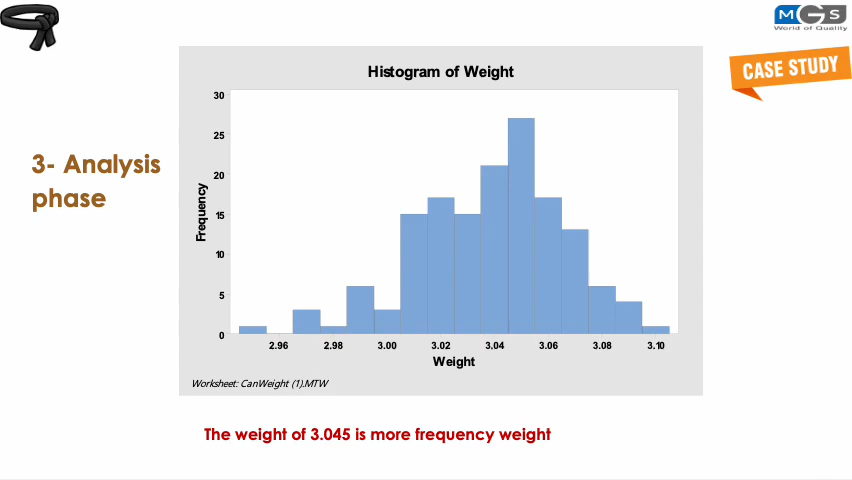 MGS
World of Quality
CASE STUDY
3- Analysis
phase
Histogram of Weight
30
25
20
15
10
5
0
Frequency
2.96 2.98 3.00 3.02 3.04 3.06 3.08 3.10
Weight
Worksheet: CanWeight (1).MTW
The weight of 3.045 is more frequency weight